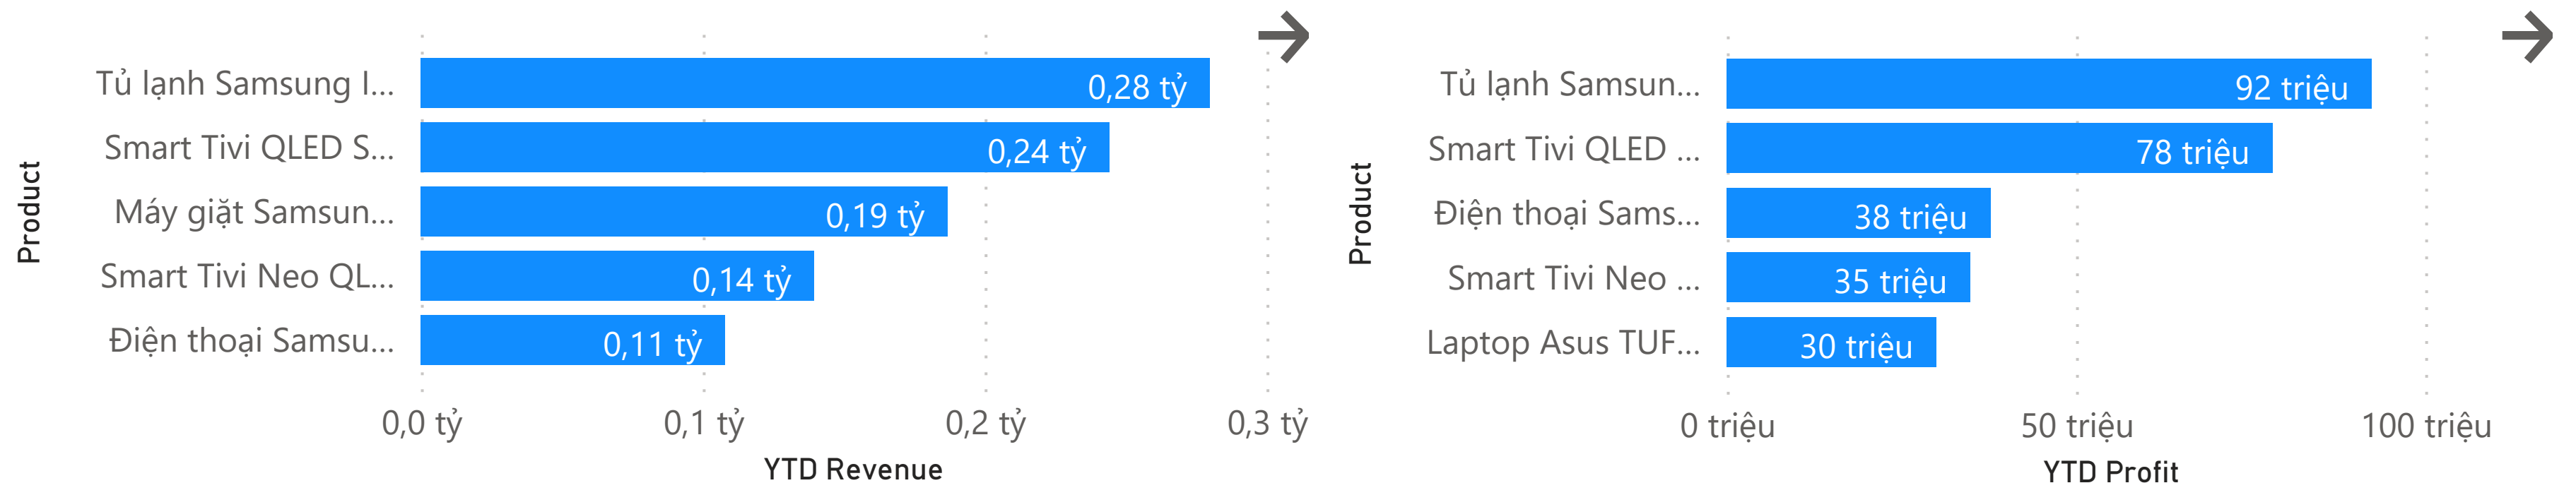 Product
Tủ lạnh Samsung I...
0,28 tỷ
Smart Tivi QLED S...
0,24 tỷ
Máy giặt Samsun...
0,19 tỷ
Smart Tivi Neo QL...
0,14 tỷ
Điện thoại Samsu...
0,11 tỷ
0,0 tỷ
0,1 tỷ
0,2 tỷ
0,3 tỷ
YTD Revenue
Product
Tủ lạnh Samsun...
92 triệu
Smart Tivi QLED ...
78 triệu
Điện thoại Sams...
38 triệu
Smart Tivi Neo ...
35 triệu
Laptop Asus TUF...
30 triệu
0 triệu
50 triệu
100 triệu
YTD Profit